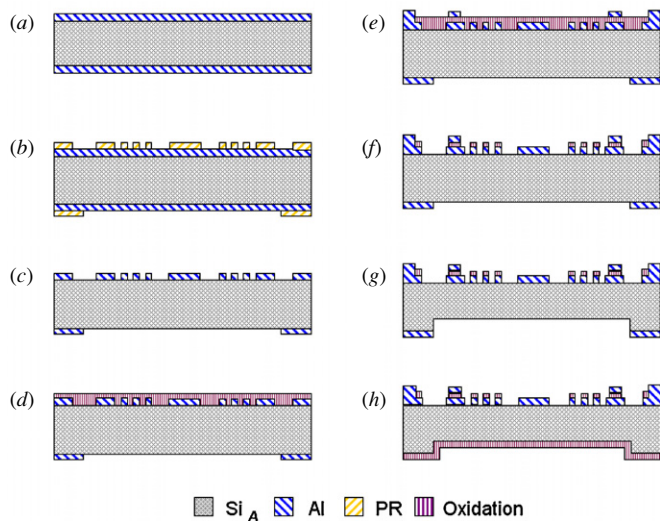 (a)
(b)
(c)
(d)
(e)
(f)
(g)
(h)
Si A Al PR Oxidation